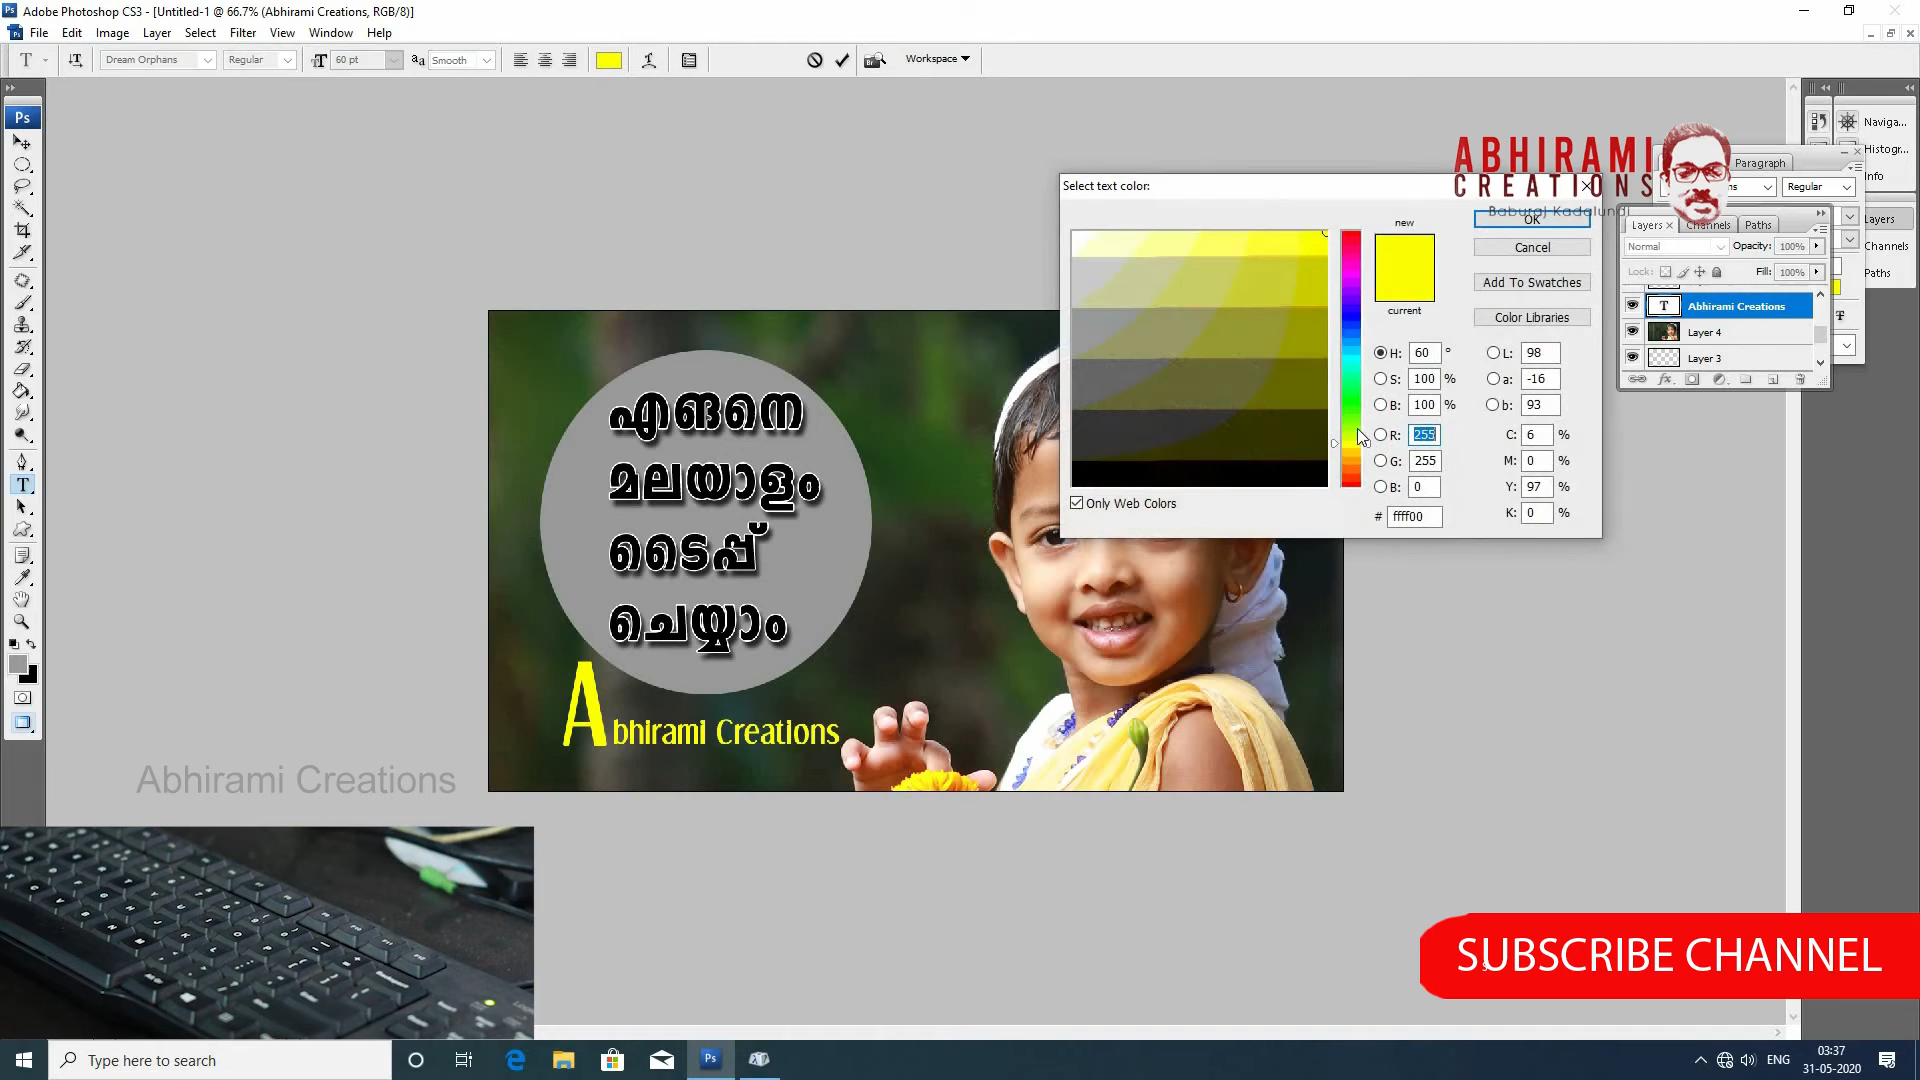 Adobe Photoshop CS3 - [Untitled-1 @ 66.7% (Abhirami Creations, RGB/8)]
File Edit Image Layer Select Filter View Window Help
Dream Orphans Regular 60 pt Smooth Workspace
Ps
Select text color:
new
current
OK
Cancel
Add To Swatches
Color Libraries
H: 60 ° L: 98
S: 100 % a: -16
B: 100 % b: 93
R: 255 C: 6 %
G: 255 M: 0 %
B: 0 Y: 97 %
# ffff00 K: 0 %
Only Web Colors
ABHIRAMI
CREATIONS
Baburaj Kadalundi
Paragraph
Regular
Naviga...
Histogr...
Info
Layers
Channels
Paths
Layers Channels Paths
Normal Opacity: 100%
Lock: Fill: 100%
T Abhirami Creations
Layer 4
Layer 3
എങനെ
മലയാളം
ടൈപ്പ്
ചെയ്യാം
Abhirami Creations
Abhirami Creations
SUBSCRIBE CHANNEL
Type here to search
ENG
03:37
31-05-2020